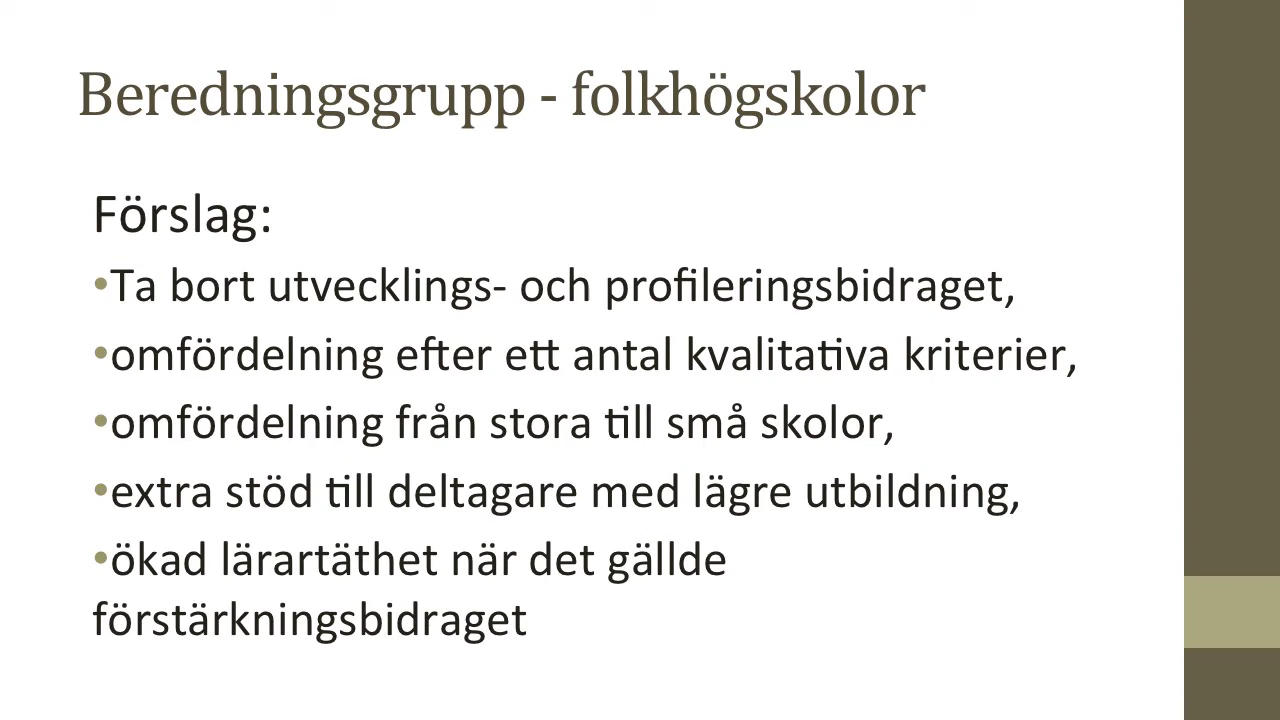 Beredningsgrupp - folkhögskolor
Förslag:
•Ta bort utvecklings- och profileringsbidraget,
•omfördelning efter ett antal kvalitativa kriterier,
•omfördelning från stora till små skolor,
•extra stöd till deltagare med lägre utbildning,
•ökad lärartäthet när det gällde
förstärkningsbidraget